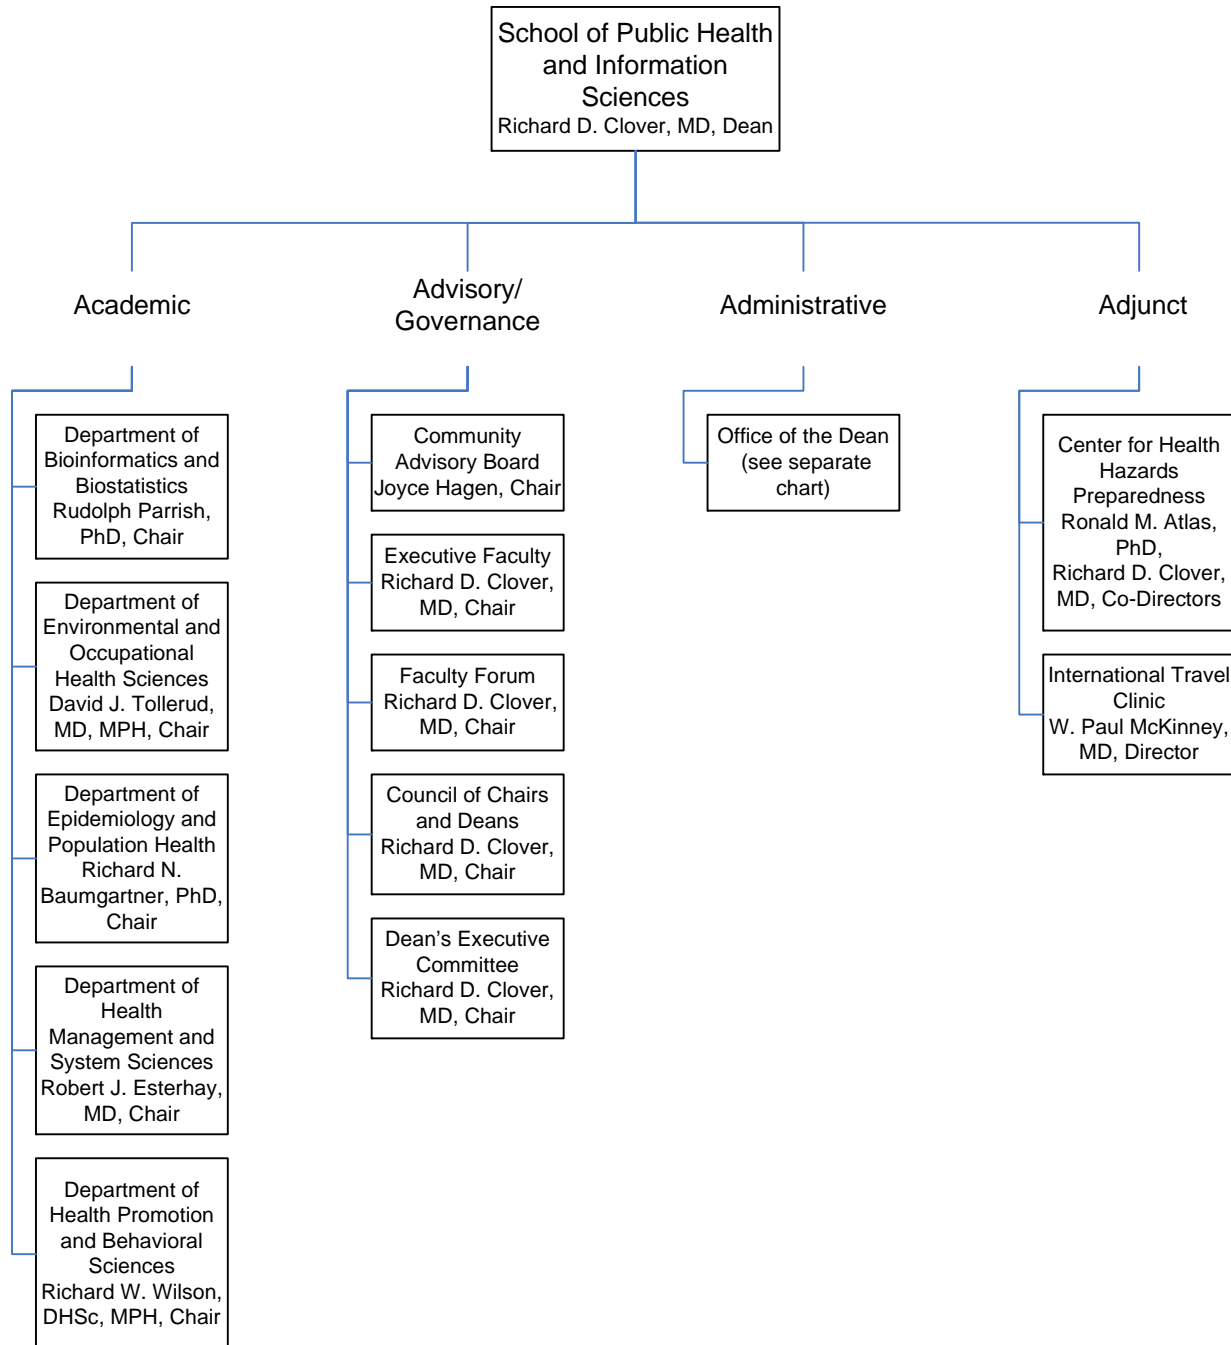 School of Public Health
and Information
Sciences
Richard D. Clover, MD, Dean
Academic
Advisory/
Governance
Administrative
Adjunct
Department of
Bioinformatics and
Biostatistics
Rudolph Parrish,
PhD, Chair
Department of
Environmental and
Occupational
Health Sciences
David J. Tollerud,
MD, MPH, Chair
Department of
Epidemiology and
Population Health
Richard N.
Baumgartner, PhD,
Chair
Department of
Health
Management and
System Sciences
Robert J. Esterhay,
MD, Chair
Department of
Health Promotion
and Behavioral
Sciences
Richard W. Wilson,
DHSc, MPH, Chair
Community
Advisory Board
Joyce Hagen, Chair
Executive Faculty
Richard D. Clover,
MD, Chair
Faculty Forum
Richard D. Clover,
MD, Chair
Council of Chairs
and Deans
Richard D. Clover,
MD, Chair
Dean’s Executive
Committee
Richard D. Clover,
MD, Chair
Office of the Dean
(see separate
chart)
Center for Health
Hazards
Preparedness
Ronald M. Atlas,
PhD,
Richard D. Clover,
MD, Co-Directors
International Travel
Clinic
W. Paul McKinney,
MD, Director